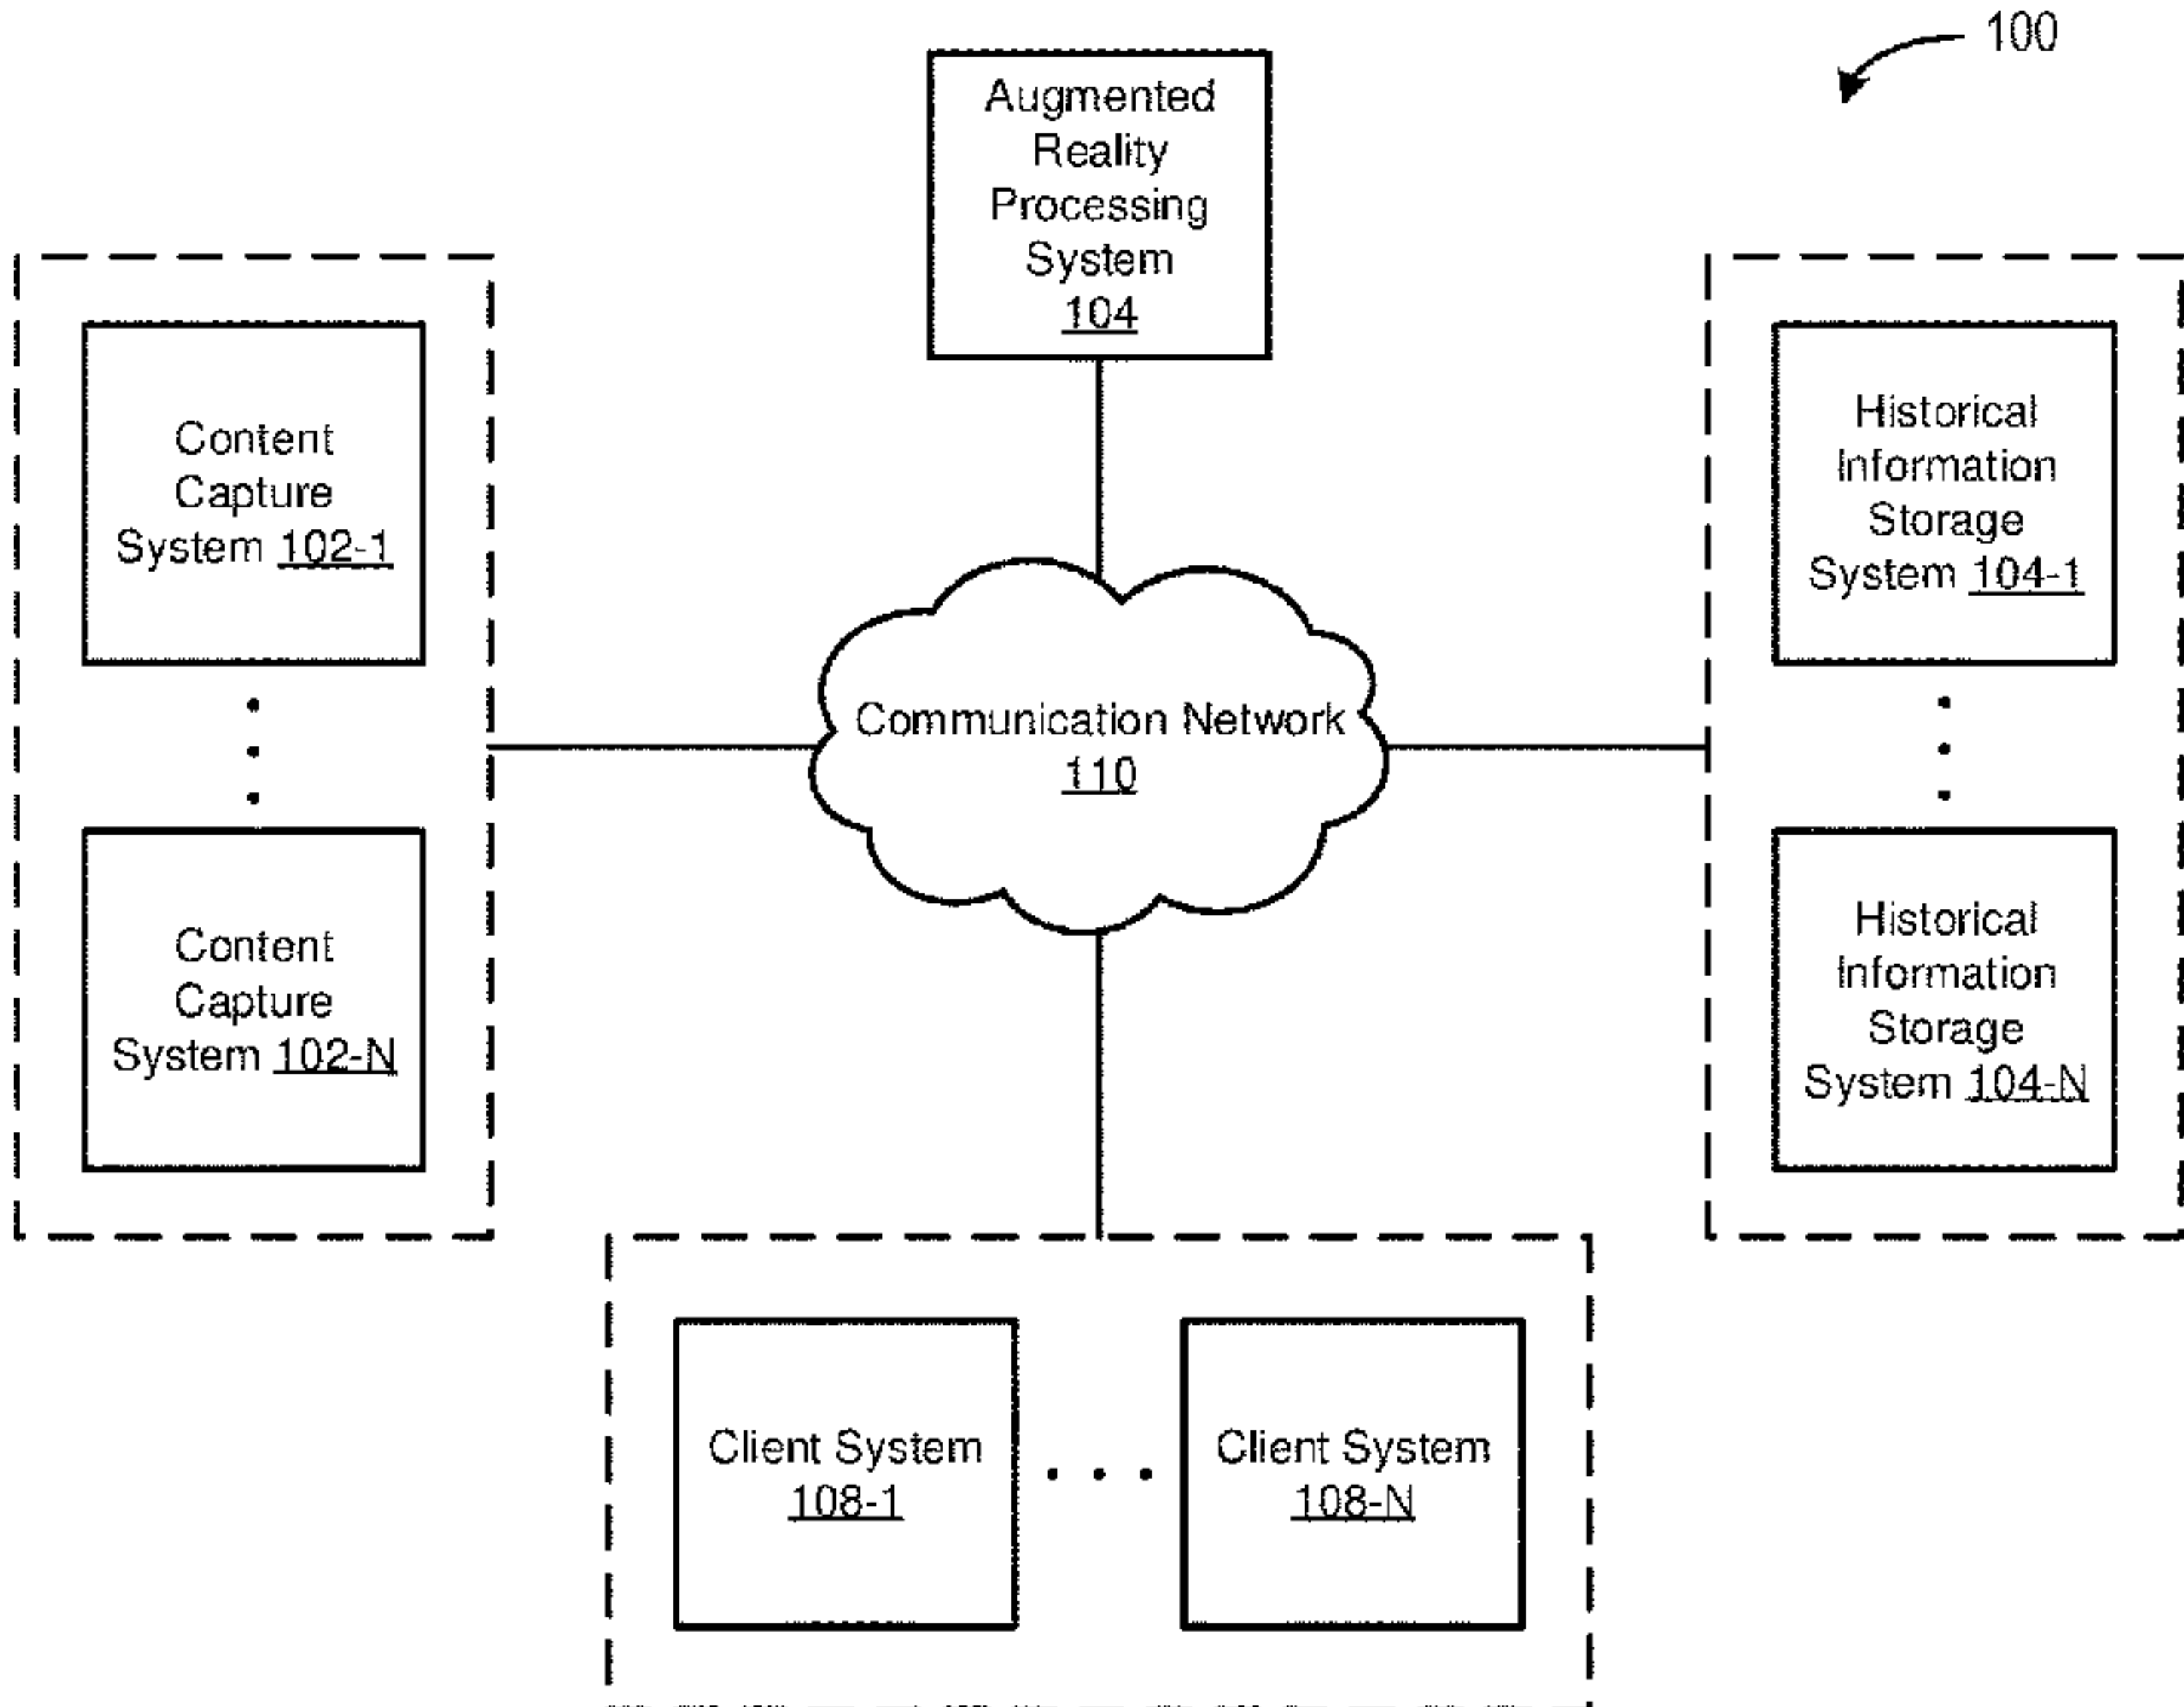 100
Augmented
Reality
Processing
System
104
Content
Capture
System 102-1
Content
Capture
System 102-N
Communication Network
110
Historical
Information
Storage
System 104-1
Historical
Information
Storage
System 104-N
Client System
108-1
Client System
108-N